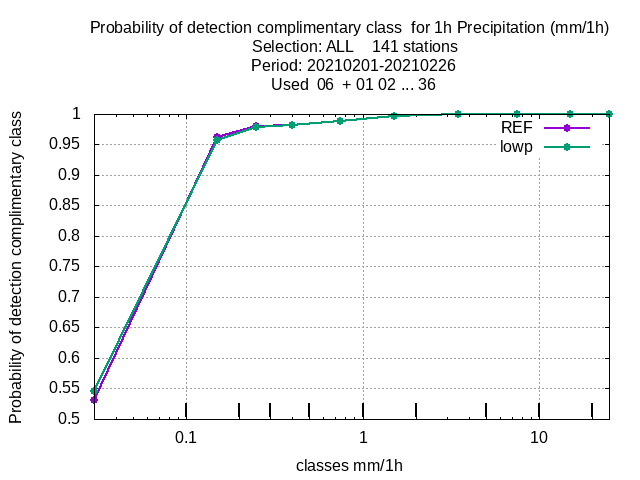 Probability of detection complimentary class  for 1h Precipitation (mm/1h)
Selection: ALL    141 stations
Period: 20210201-20210226
Used  06  + 01 02 ... 36
Probability of detection complimentary class
1
0.95
0.9
0.85
0.8
0.75
0.7
0.65
0.6
0.55
0.5
REF
lowp
0.1
1
10
classes mm/1h